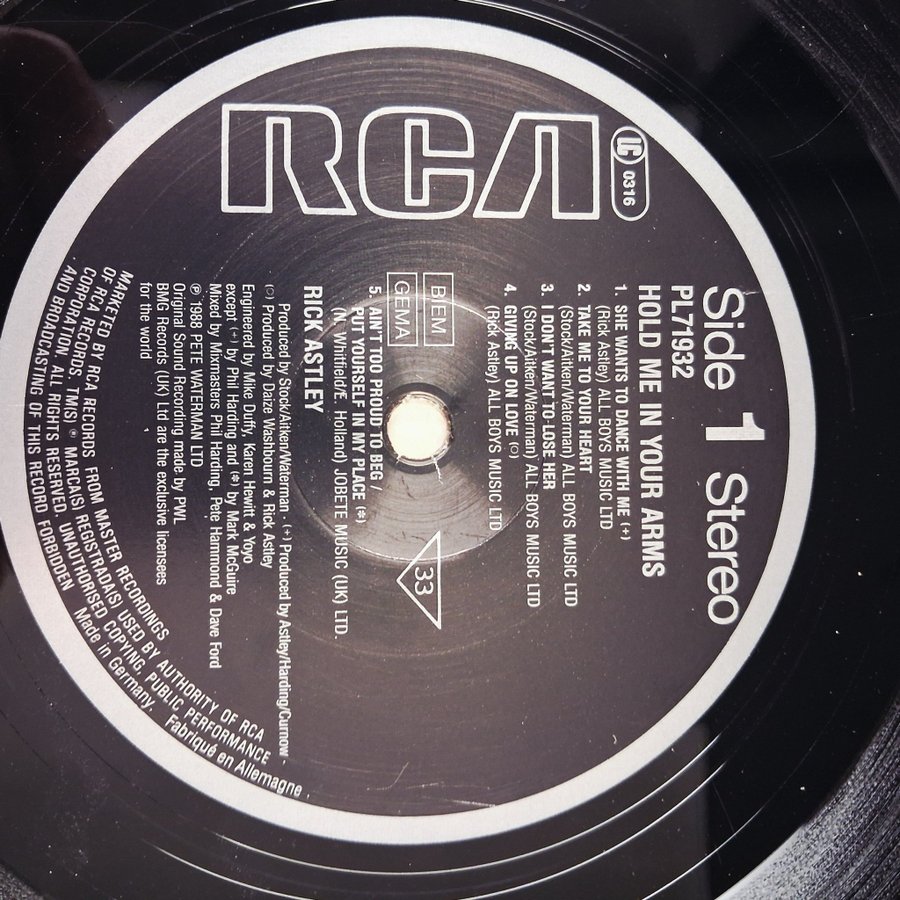 RCA
LC 0316
Side 1 Stereo
PL71932
HOLD ME IN YOUR ARMS
1. SHE WANTS TO DANCE WITH ME (+)
(Rick Astley) ALL BOYS MUSIC LTD
2. TAKE ME TO YOUR HEART
(Stock/Aitken/Waterman) ALL BOYS MUSIC LTD
3. I DON'T WANT TO LOSE HER
(Stock/Aitken/Waterman) ALL BOYS MUSIC LTD
4. GIVING UP ON LOVE (○)
(Rick Astley) ALL BOYS MUSIC LTD
BIEM
GEMA
33
5. AIN'T TOO PROUD TO BEG /
PUT YOURSELF IN MY PLACE (*)
(N. Whitfield/E. Holland) JOBETE MUSIC (UK) LTD.
RICK ASTLEY
Produced by Stock/Aitken/Waterman · (+) Produced by Astley/Harding/Curnow ·
(○) Produced by Daize Washbourn & Rick Astley
Engineered by Mike Duffy, Karen Hewitt & Yoyo
except (+) by Phil Harding and (*) by Mark McGuire
Mixed by Mixmasters Phil Harding, Pete Hammond & Dave Ford
℗ 1988 PETE WATERMAN LTD
Original Sound Recording made by PWL
BMG Records (UK) Ltd are the exclusive licensees
for the world
MARKETED BY RCA RECORDS FROM MASTER RECORDINGS
OF RCA RECORDS. TM(S) ® MARCA(S) REGISTRADA(S) USED BY AUTHORITY OF RCA
CORPORATION. ALL RIGHTS RESERVED. UNAUTHORISED COPYING, PUBLIC PERFORMANCE
AND BROADCASTING OF THIS RECORD FORBIDDEN Made in Germany. Fabriqué en Allemagne